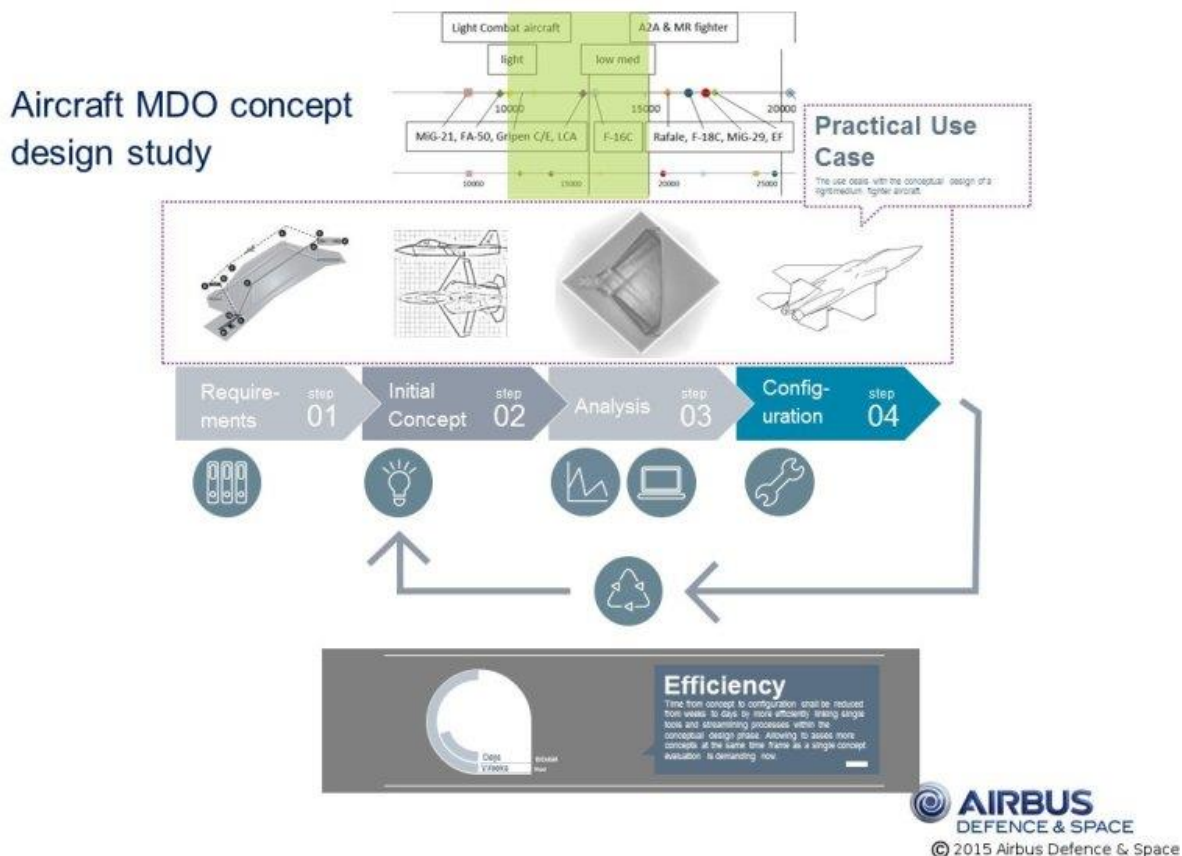 Aircraft MDO concept
design study
Light Combat aircraft
A2A & MR fighter
light
low med
10000
15000
20000
MiG-21, FA-50, Gripen C/E, LCA
F-16C
Rafale, F-18C, MiG-29, EF
10000
15000
20000
25000
Practical Use
Case
The use deals with the conceptual design of a
light/medium fighter aircraft.
Require-
ments
step
01
Initial
Concept
step
02
Analysis
step
03
Config-
uration
step
04
Efficiency
Time from concept to configuration shall be reduced
from weeks to days by more efficiently linking single
tools and streamlining processes within the
conceptual design phase. Allowing to asses more
concepts at the same time frame as a single concept
evaluation is demanding now.
Days
Weeks
AIRBUS
DEFENCE & SPACE
© 2015 Airbus Defence & Space